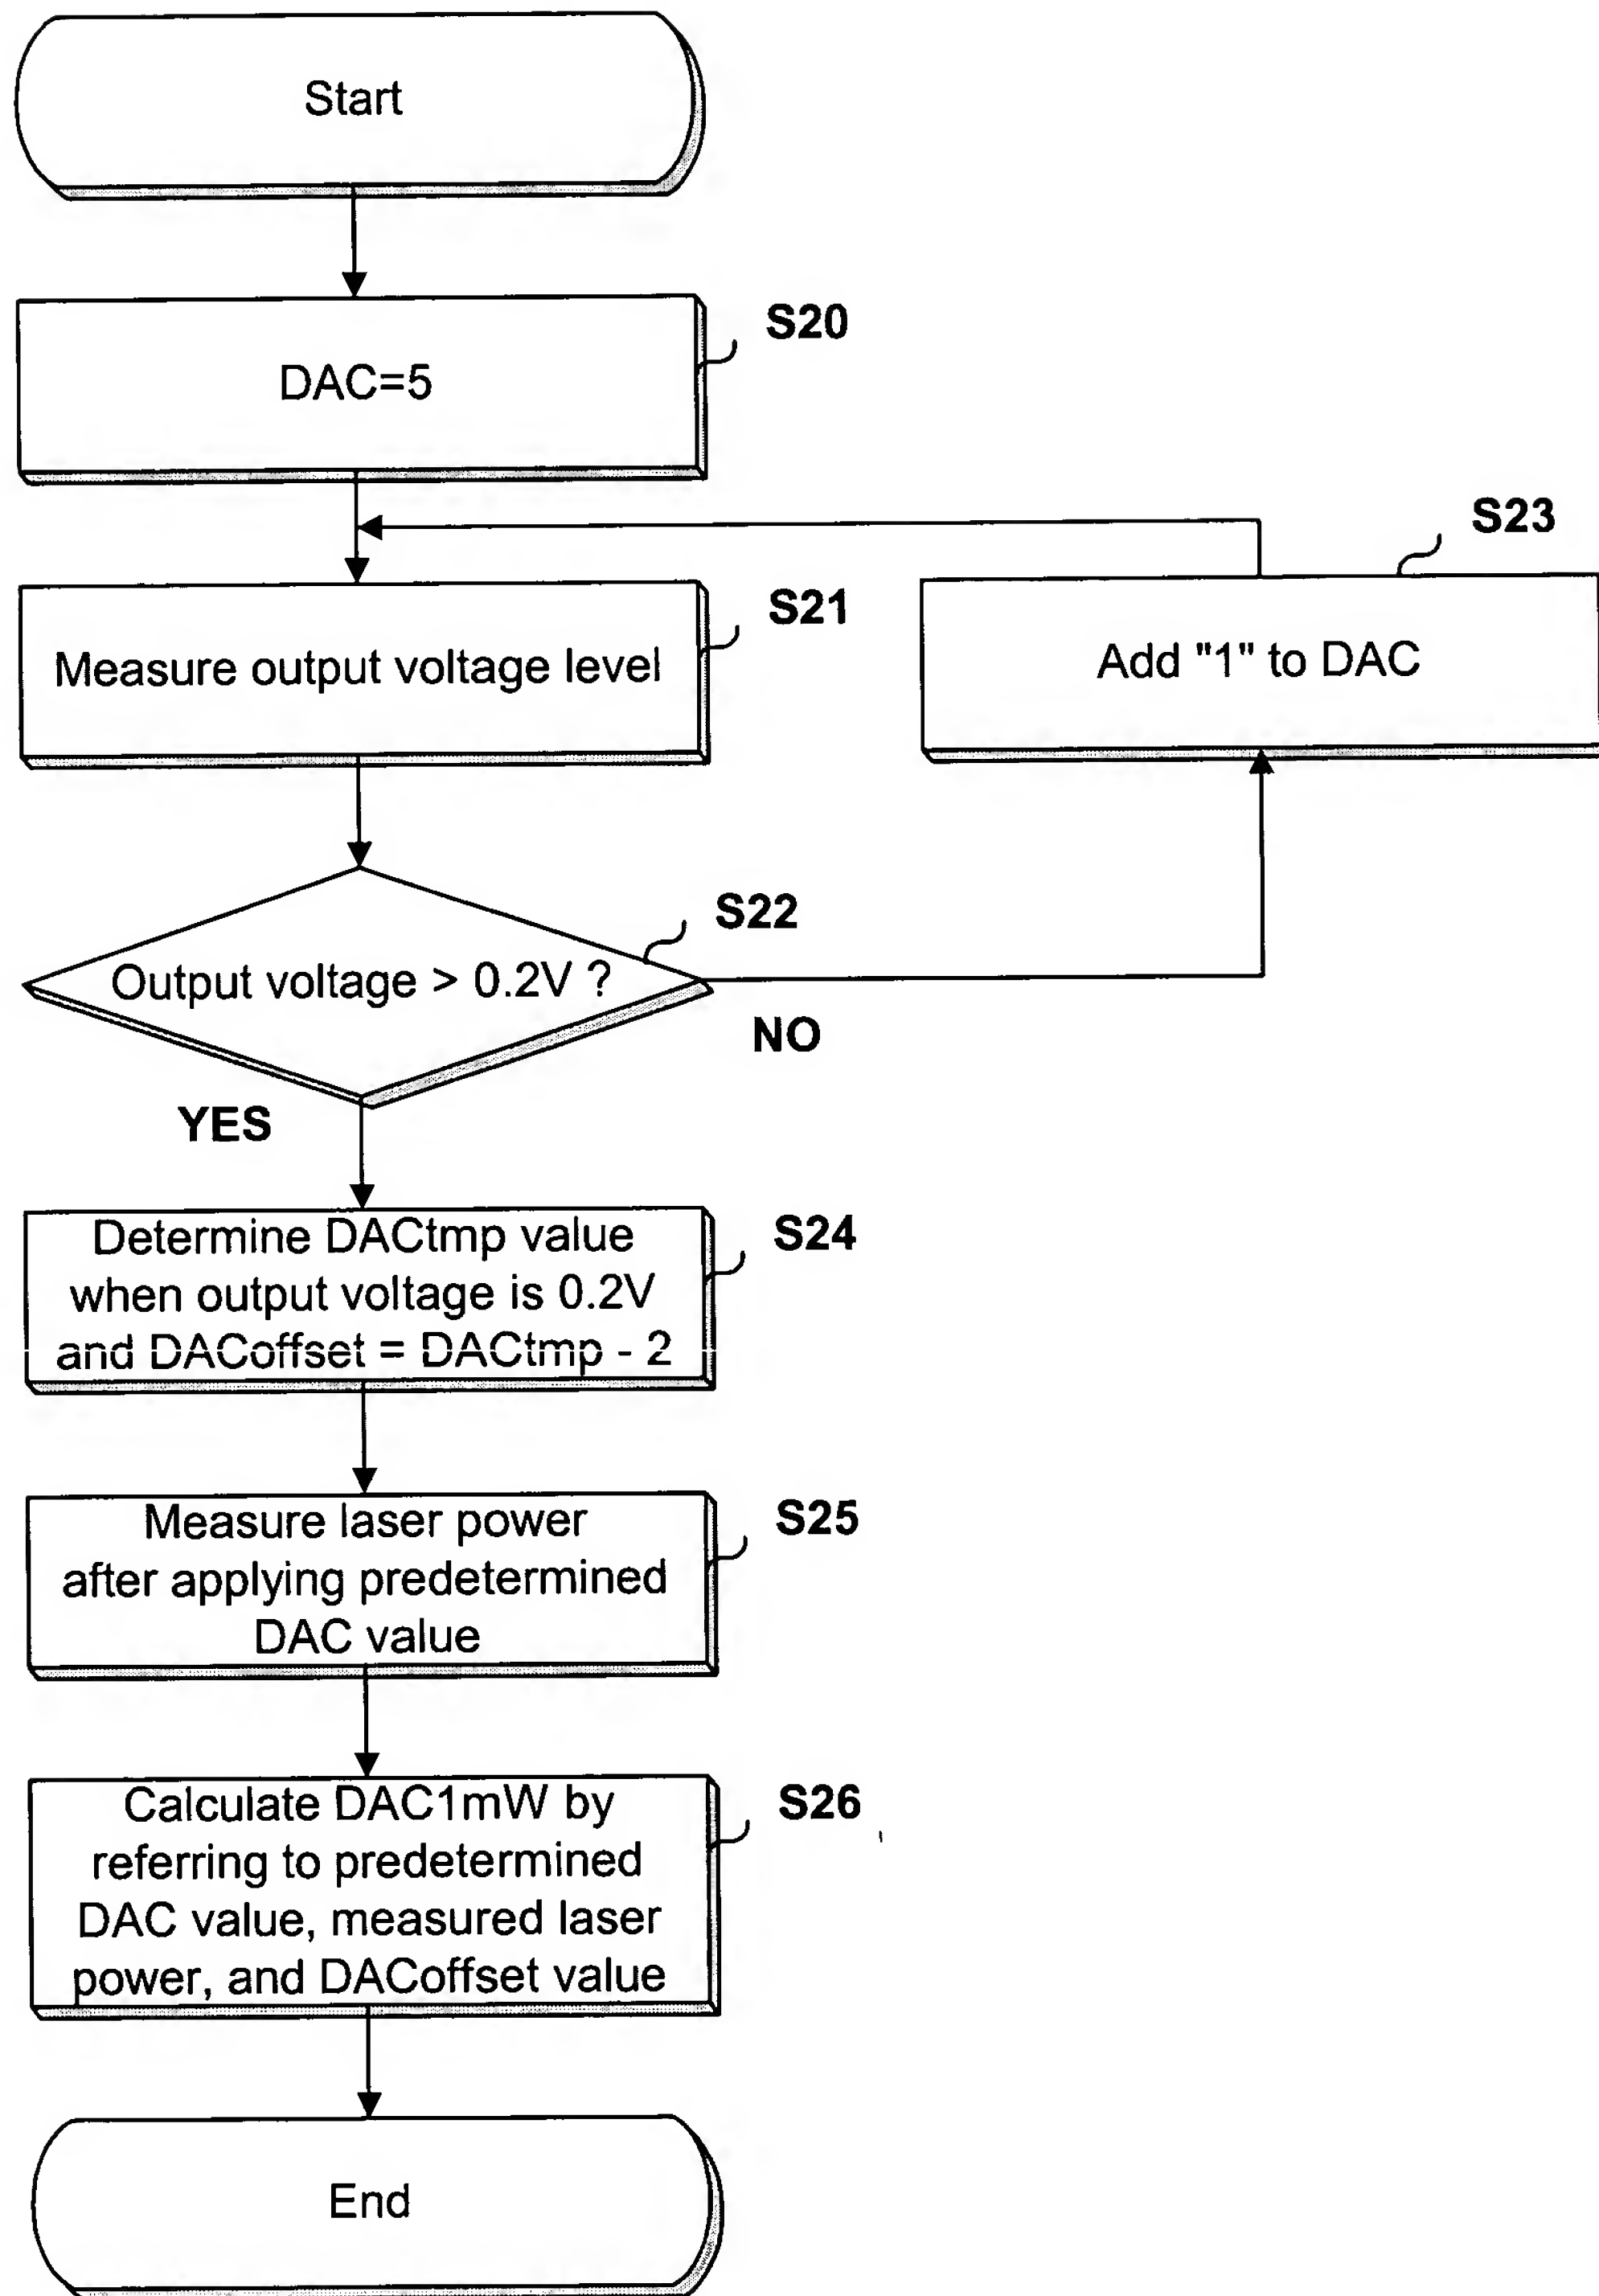 Start
S20
DAC=5
S23
S21
Measure output voltage level
Add "1" to DAC
S22
Output voltage > 0.2V ?
NO
YES
S24
Determine DACtmp value
when output voltage is 0.2V
and DACoffset = DACtmp - 2
S25
Measure laser power
after applying predetermined
DAC value
S26
Calculate DAC1mW by
referring to predetermined
DAC value, measured laser
power, and DACoffset value
End